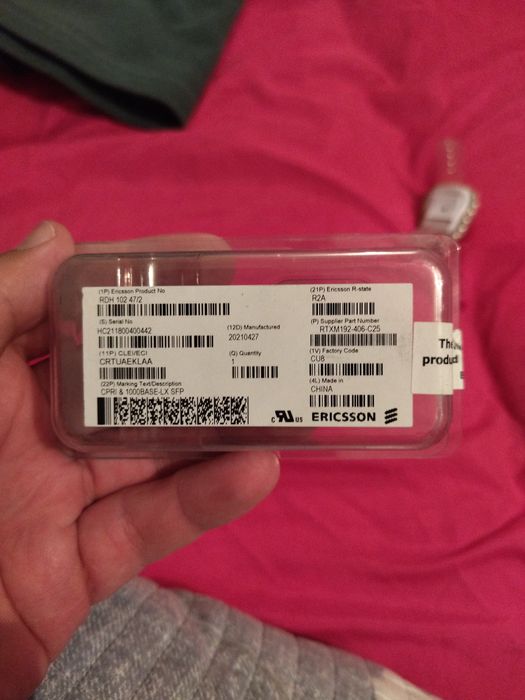 (1P) Ericsson Product No
RDH 102 47/2
(21P) Ericsson R-state
R2A
(S) Serial No
HC211800400442
(12D) Manufactured
20210427
(P) Supplier Part Number
RTXM192-406-C25
(11P) CLEI/ECI
CRTUAEKLAA
(Q) Quantity
1
(1V) Factory Code
CU8
(22P) Marking Text/Description
CPRI & 1000BASE-LX SFP
(4L) Made in
CHINA
C US
ERICSSON
product